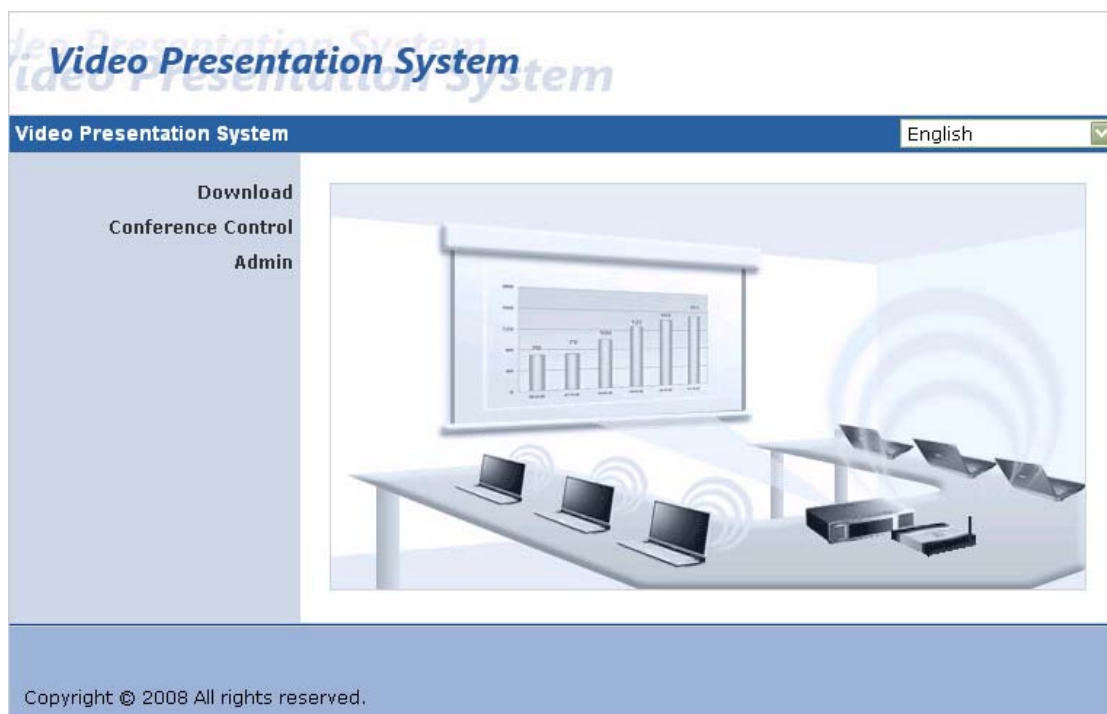 Video Presentation System
Video Presentation System
English
Download
Conference Control
Admin
Copyright © 2008 All rights reserved.